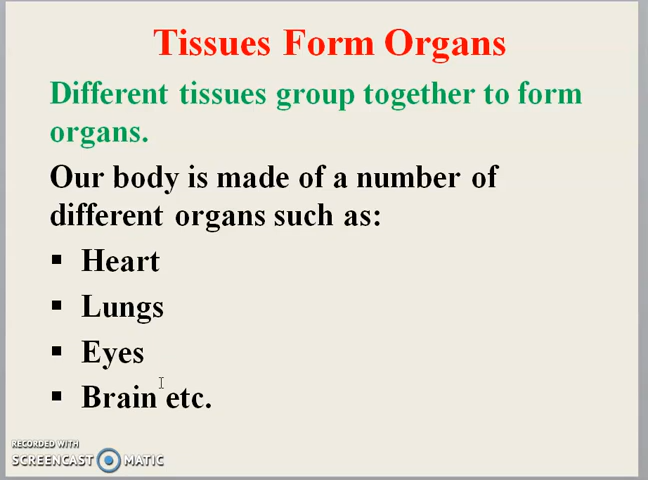 Tissues Form Organs
Different tissues group together to form
organs.
Our body is made of a number of
different organs such as:
▪ Heart
▪ Lungs
▪ Eyes
▪ Brain etc.
RECORDED WITH
SCREENCAST MATIC